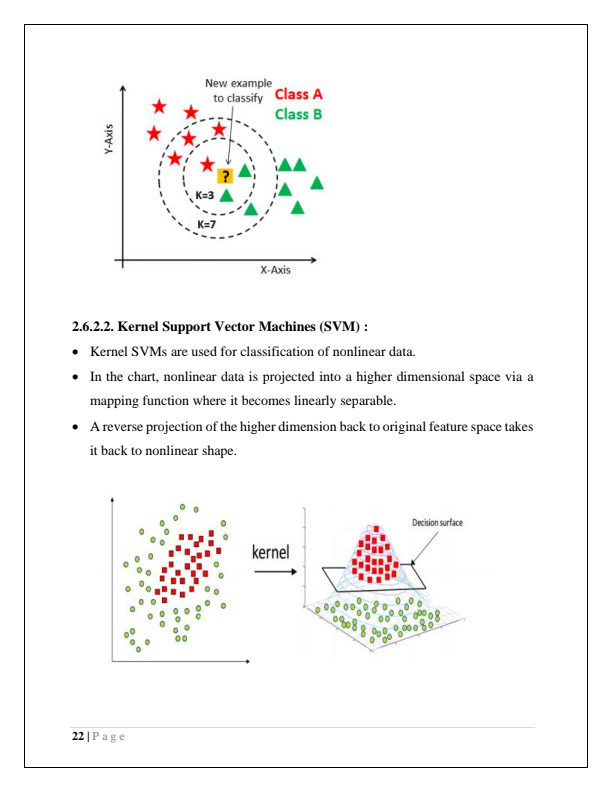 New example
to classify
Class A
Class B
Y-Axis
?
K=3
K=7
X-Axis
2.6.2.2. Kernel Support Vector Machines (SVM) :
• Kernel SVMs are used for classification of nonlinear data.
• In the chart, nonlinear data is projected into a higher dimensional space via a
mapping function where it becomes linearly separable.
• A reverse projection of the higher dimension back to original feature space takes
it back to nonlinear shape.
kernel
Decision surface
22 | P a g e